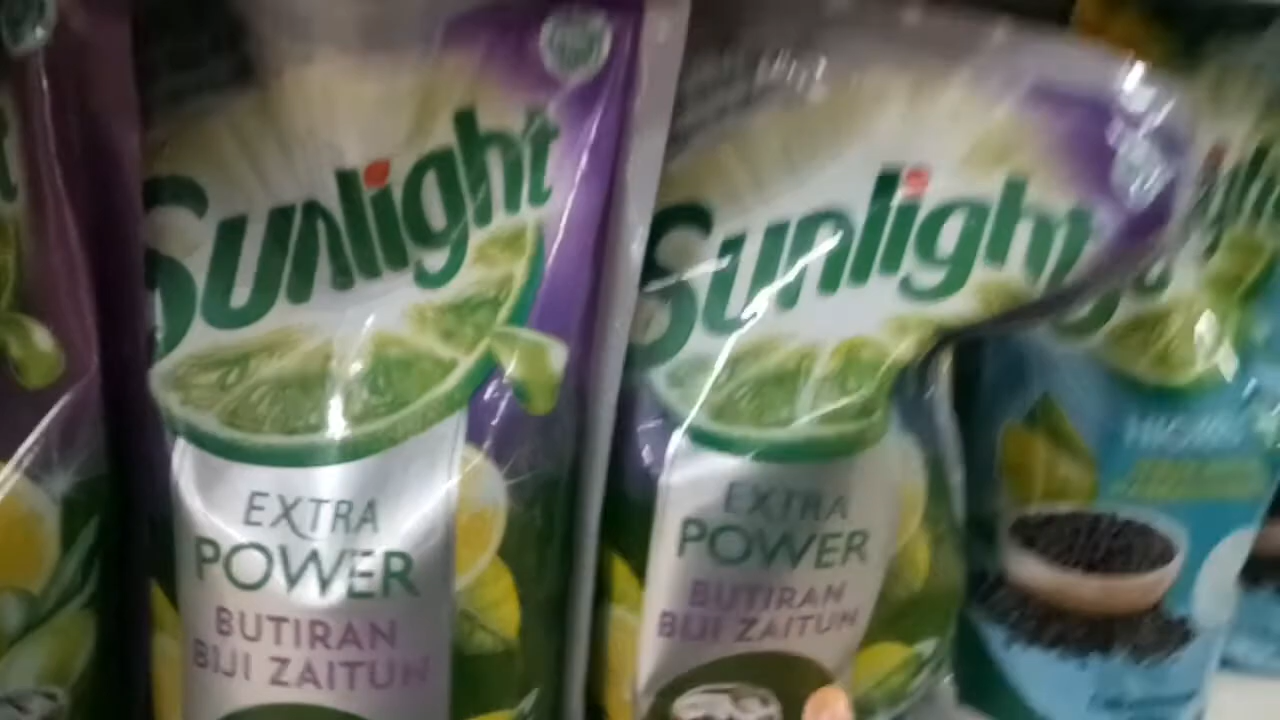 Sunlight
EXTRA
POWER
BUTIRAN
BIJI ZAITUN
Sunlight
EXTRA
POWER
BUTIRAN
BIJI ZAITUN